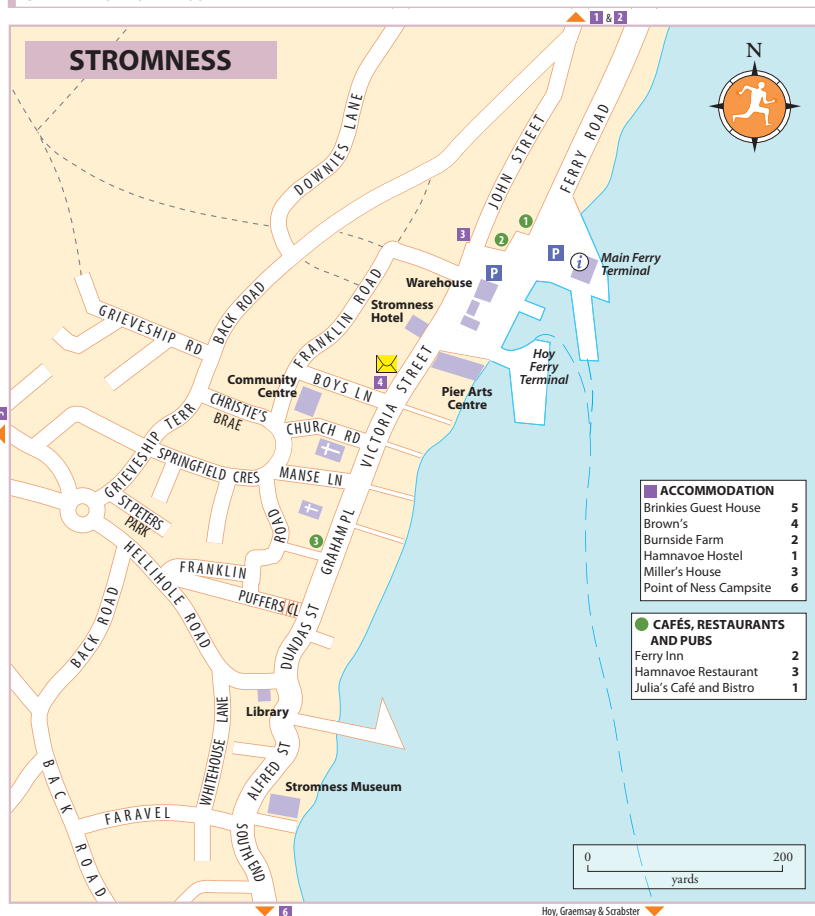 1 & 2
STROMNESS
N
DOWNIES LANE
JOHN STREET
FERRY ROAD
1
3
2
P
i
Main Ferry
Terminal
P
Warehouse
Stromness
Hotel
BACK ROAD
FRANKLIN ROAD
GRIEVESHIP RD
Hoy
Ferry
Terminal
4
Community
Centre
BOYS LN
VICTORIA STREET
Pier Arts
Centre
CHRISTIE'S
BRAE
CHURCH RD
5
GRIEVESHIP TERR
SPRINGFIELD CRES
MANSE LN
ST PETERS
PARK
ROAD
3
GRAHAM PL
HELLIHOLE ROAD
FRANKLIN
PUFFERS CL
BACK ROAD
DUNDAS ST
Library
WHITEHOUSE LANE
ALFRED ST
Stromness Museum
BACK ROAD
FARAVEL
SOUTH END
6
ACCOMMODATION
Brinkies Guest House 5
Brown's 4
Burnside Farm 2
Hamnavoe Hostel 1
Miller's House 3
Point of Ness Campsite 6
CAFÉS, RESTAURANTS
AND PUBS
Ferry Inn 2
Hamnavoe Restaurant 3
Julia's Café and Bistro 1
0 200
yards
Hoy, Graemsay & Scrabster